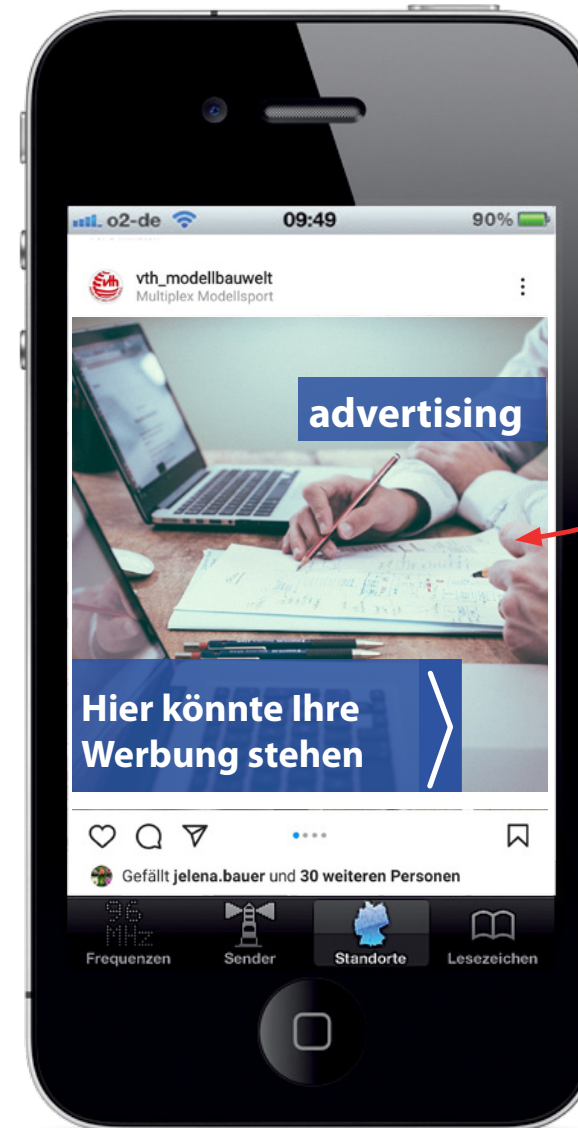 o2-de 09:49 90%
vth
vth_modellbauwelt
Multiplex Modellsport
advertising
Hier könnte Ihre
Werbung stehen
Gefällt jelena.bauer und 30 weiteren Personen
96
MHz
Frequenzen Sender Standorte Lesezeichen